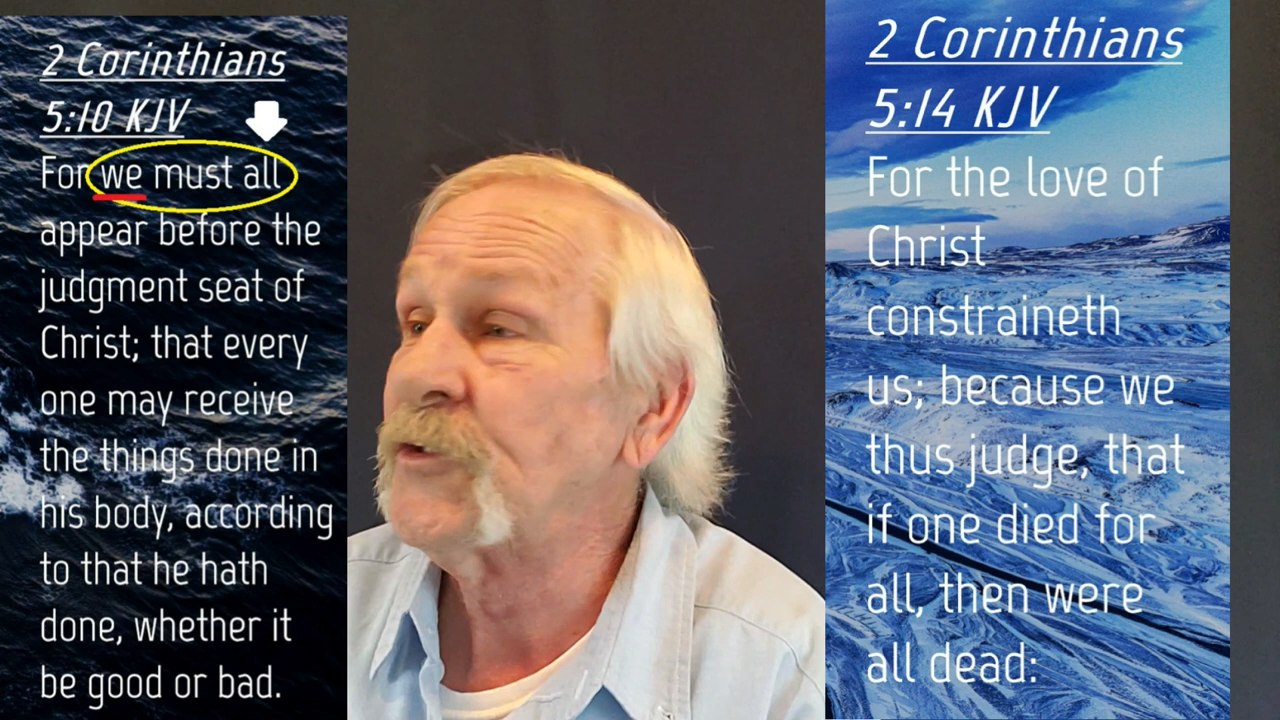 2 Corinthians
5:10 KJV
For we must all
appear before the
judgment seat of
Christ; that every
one may receive
the things done in
his body, according
to that he hath
done, whether it
be good or bad.
2 Corinthians
5:14 KJV
For the love of
Christ
constraineth
us; because we
thus judge, that
if one died for
all, then were
all dead: